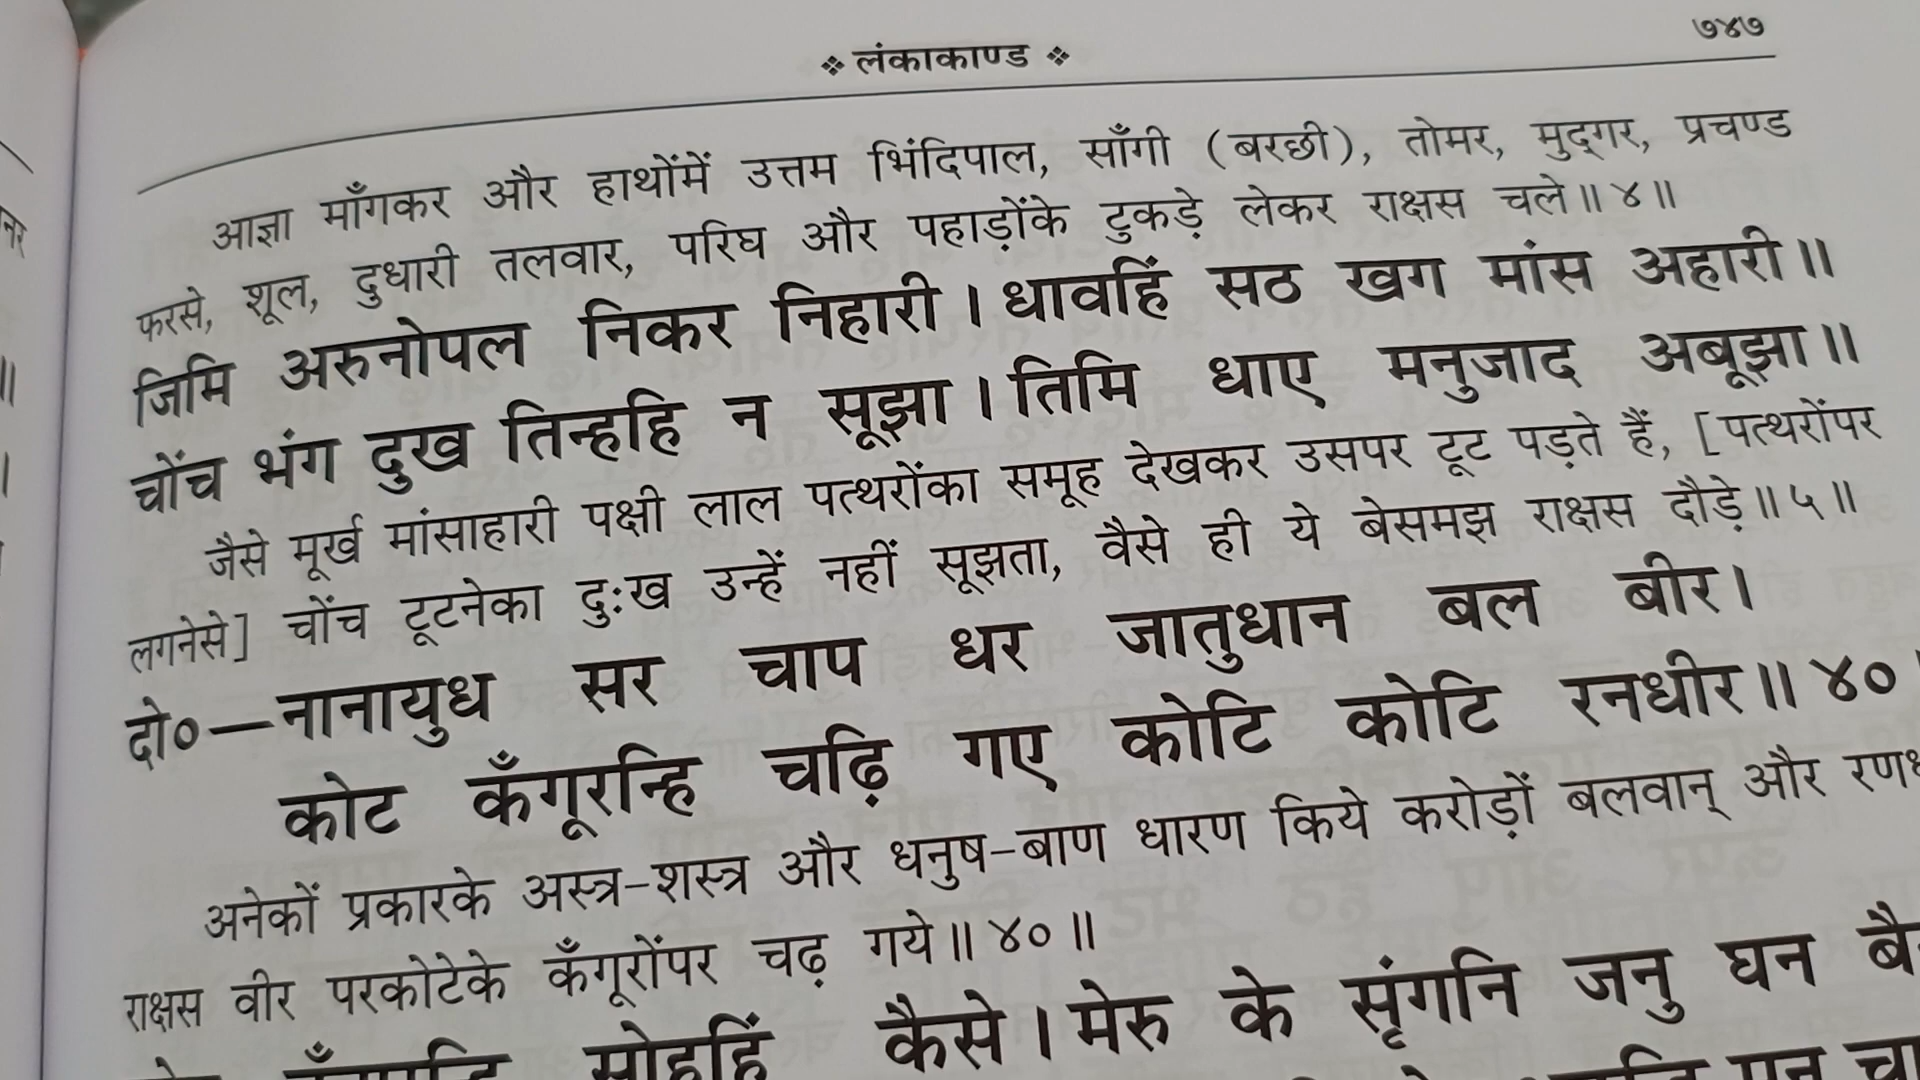 ७४७
❖ लंकाकाण्ड ❖
आज्ञा माँगकर और हाथोंमें उत्तम भिंदिपाल, साँगी (बरछी), तोमर, मुद्‌गर, प्रचण्ड
फरसे, शूल, दुधारी तलवार, परिघ और पहाड़ोंके टुकड़े लेकर राक्षस चले॥ ४॥
जिमि अरुनोपल निकर निहारी। धावहिं सठ खग मांस अहारी॥
चोंच भंग दुख तिन्हहि न सूझा। तिमि धाए मनुजाद अबूझा॥
जैसे मूर्ख मांसाहारी पक्षी लाल पत्थरोंका समूह देखकर उसपर टूट पड़ते हैं, [पत्थरोंपर
लगनेसे] चोंच टूटनेका दुःख उन्हें नहीं सूझता, वैसे ही ये बेसमझ राक्षस दौड़े॥ ५॥
दो०—नानायुध सर चाप धर जातुधान बल बीर।
कोट कँगूरन्हि चढ़ि गए कोटि कोटि रनधीर॥ ४०
अनेकों प्रकारके अस्त्र-शस्त्र और धनुष-बाण धारण किये करोड़ों बलवान् और
राक्षस वीर परकोटेके कँगूरोंपर चढ़ गये॥ ४०॥
सोहहिं कैसे। मेरु के सृंगनि जनु घन